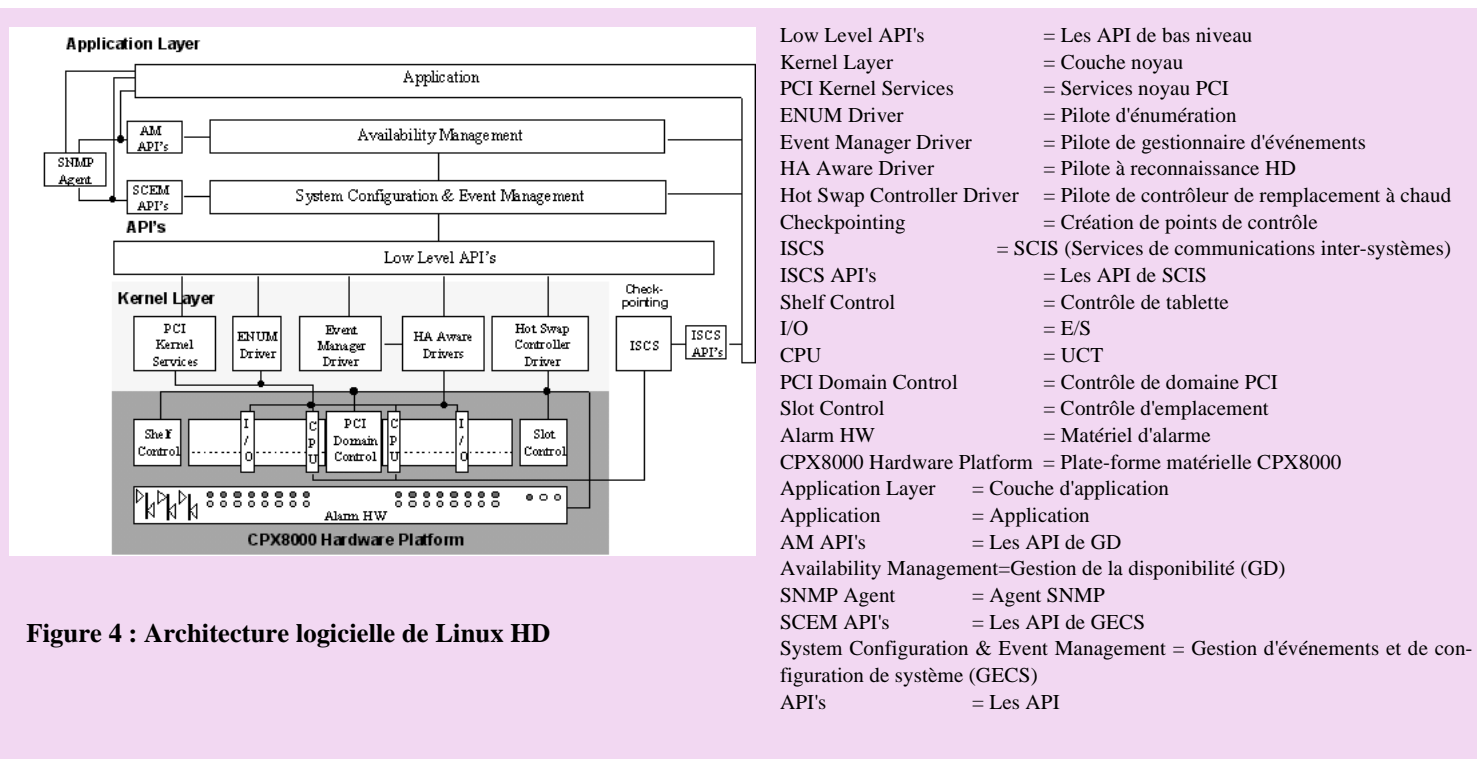 Application Layer
Application
AM
API's
Availability Management
SNMP
Agent
SCEM
API's
System Configuration & Event Management
API's
Low Level API's
Kernel Layer
Check-
pointing
PCI
Kernel
Services
ENUM
Driver
Event
Manager
Driver
HA Aware
Drivers
Hot Swap
Controller
Driver
ISCS
ISCS
API's
Shelf
Control
I
/
O
C
P
U
PCI
Domain
Control
C
P
U
I
/
O
Slot
Control
Alarm HW
CPX8000 Hardware Platform
Figure 4 : Architecture logicielle de Linux HD
Low Level API's = Les API de bas niveau
Kernel Layer = Couche noyau
PCI Kernel Services = Services noyau PCI
ENUM Driver = Pilote d'énumération
Event Manager Driver = Pilote de gestionnaire d'événements
HA Aware Driver = Pilote à reconnaissance HD
Hot Swap Controller Driver = Pilote de contrôleur de remplacement à chaud
Checkpointing = Création de points de contrôle
ISCS = SCIS (Services de communications inter-systèmes)
ISCS API's = Les API de SCIS
Shelf Control = Contrôle de tablette
I/O = E/S
CPU = UCT
PCI Domain Control = Contrôle de domaine PCI
Slot Control = Contrôle d'emplacement
Alarm HW = Matériel d'alarme
CPX8000 Hardware Platform = Plate-forme matérielle CPX8000
Application Layer = Couche d'application
Application = Application
AM API's = Les API de GD
Availability Management=Gestion de la disponibilité (GD)
SNMP Agent = Agent SNMP
SCEM API's = Les API de GECS
System Configuration & Event Management = Gestion d'événements et de con-
figuration de système (GECS)
API's = Les API